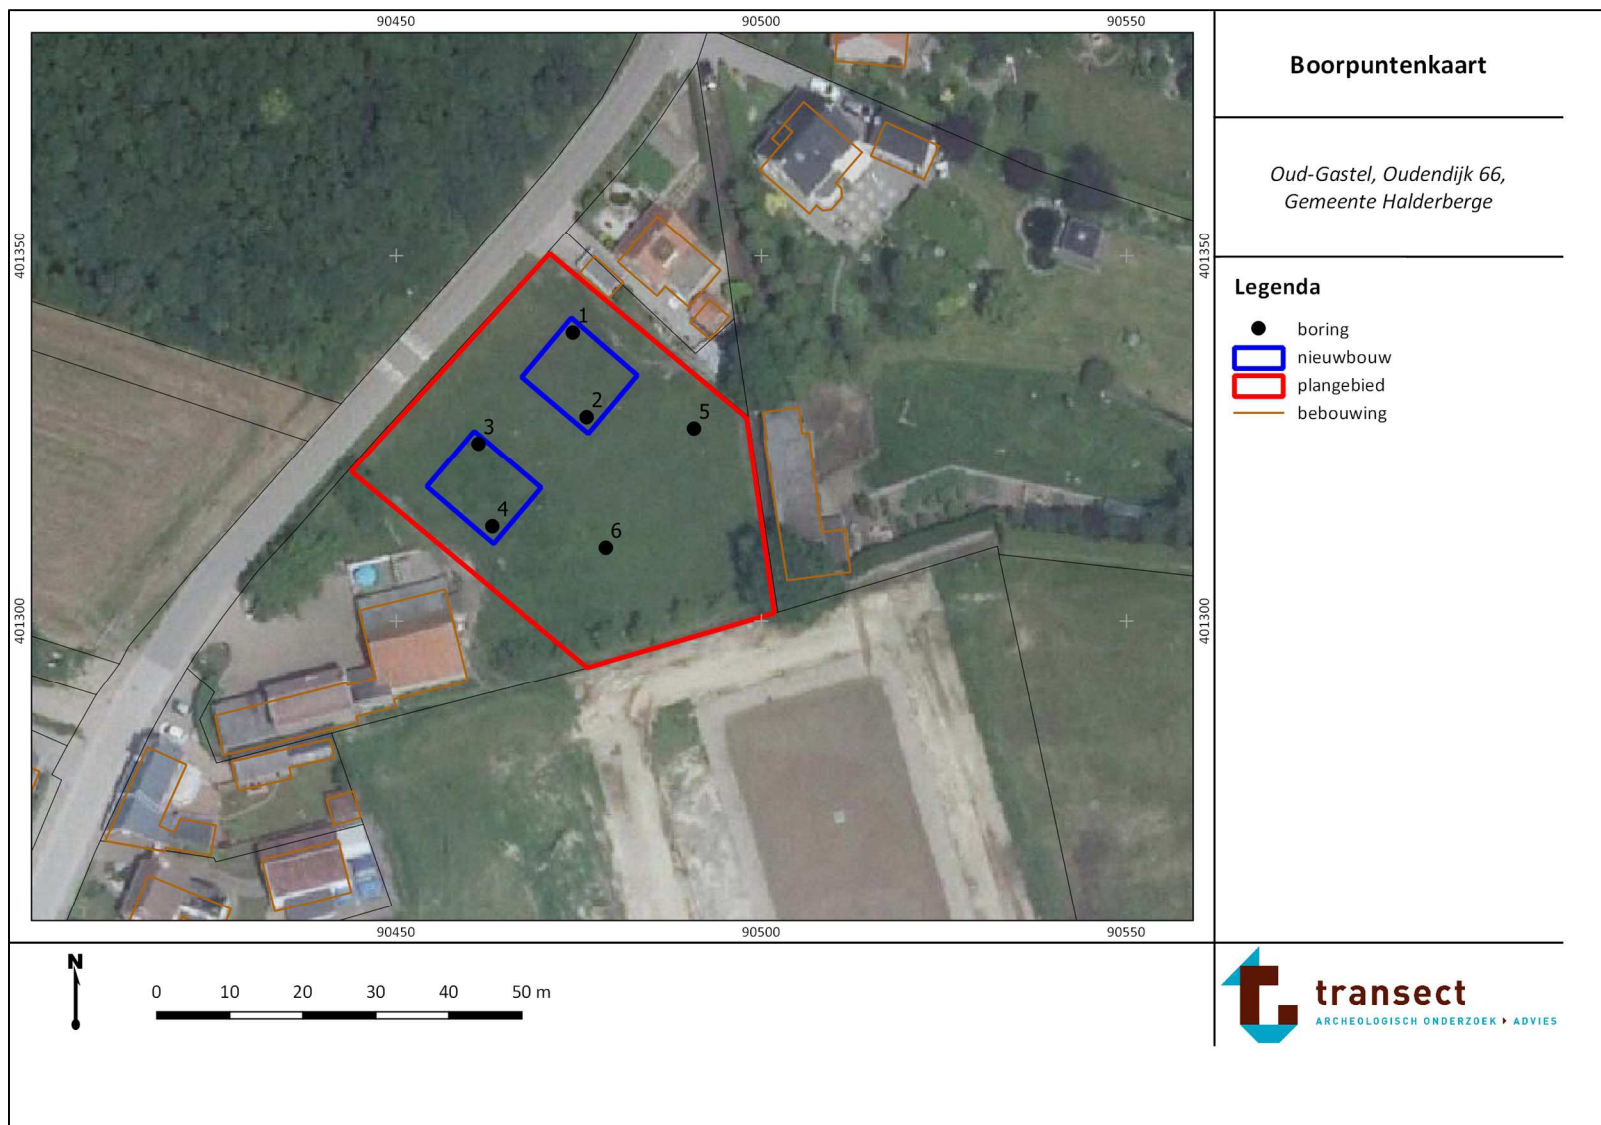 90450
90500
90550
401350
401350
401300
401300
1
2
3
4
5
6
90450
90500
90550
Boorpuntenkaart
Oud-Gastel, Oudendijk 66,
Gemeente Halderberge
Legenda
boring
nieuwbouw
plangebied
bebouwing
N
0 10 20 30 40 50 m
transect
ARCHEOLOGISCH ONDERZOEK ADVIES